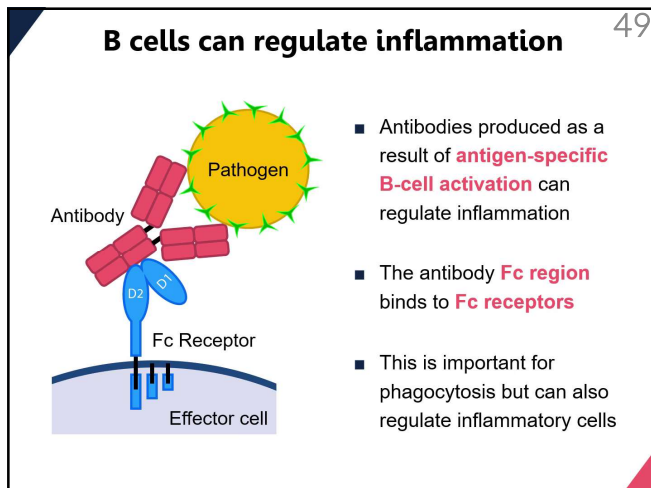 49
B cells can regulate inflammation
Pathogen
Antibody
D1
D2
Fc Receptor
Effector cell
■ Antibodies produced as a
result of antigen-specific
B-cell activation can
regulate inflammation
■ The antibody Fc region
binds to Fc receptors
■ This is important for
phagocytosis but can also
regulate inflammatory cells